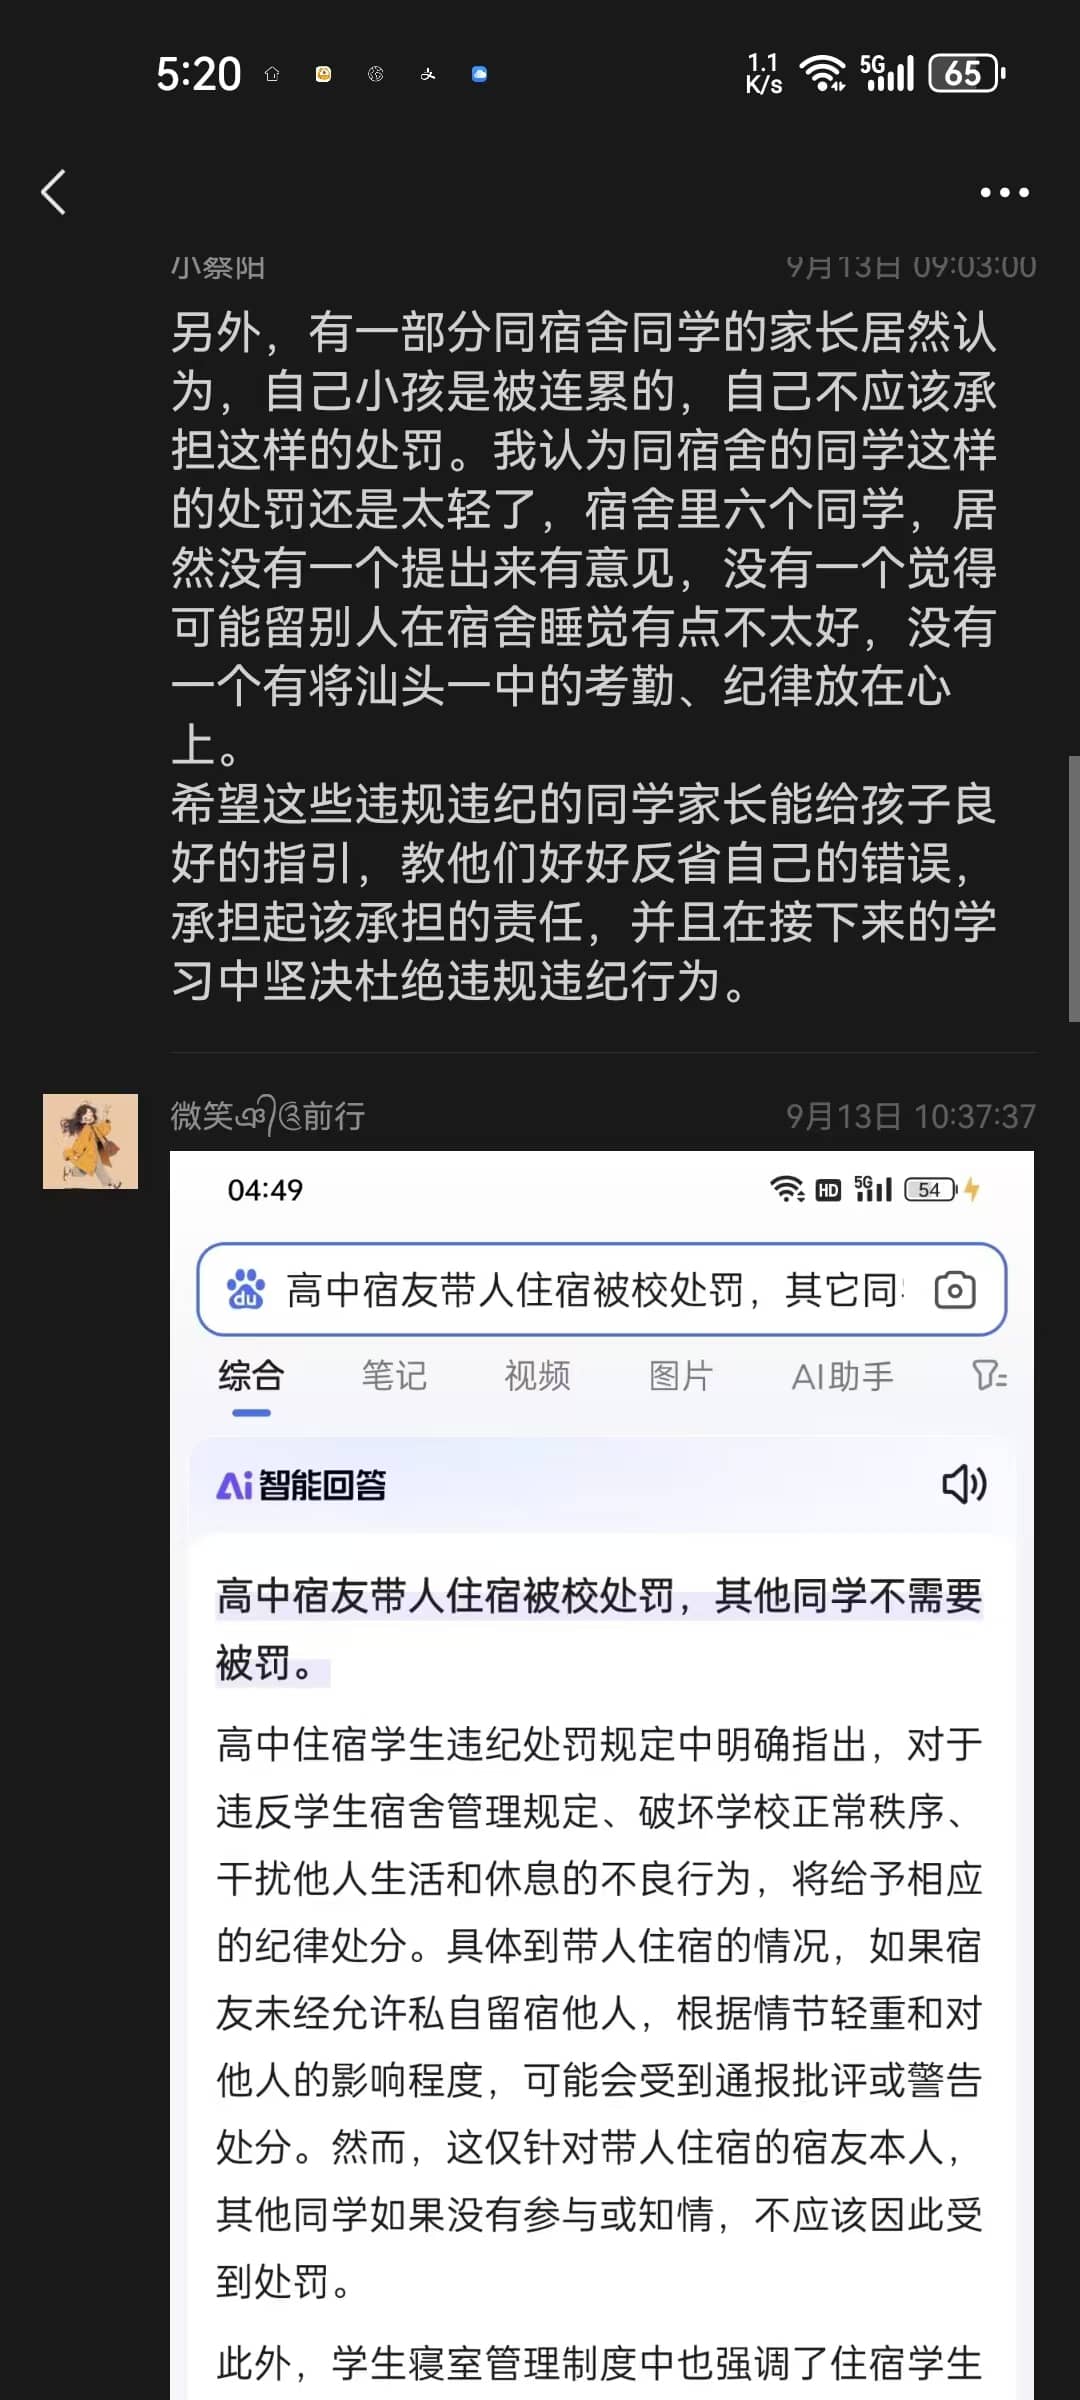 5:20
1.1
K/s
5G
65
小蔡阳
9月13日 09:03:00
另外，有一部分同宿舍同学的家长居然认
为，自己小孩是被连累的，自己不应该承
担这样的处罚。我认为同宿舍的同学这样
的处罚还是太轻了，宿舍里六个同学，居
然没有一个提出来有意见，没有一个觉得
可能留别人在宿舍睡觉有点不太好，没有
一个有将汕头一中的考勤、纪律放在心
上。
希望这些违规违纪的同学家长能给孩子良
好的指引，教他们好好反省自己的错误，
承担起该承担的责任，并且在接下来的学
习中坚决杜绝违规违纪行为。
微笑 前行
9月13日 10:37:37
04:49
HD
5G
54
du
高中宿友带人住宿被校处罚，其它同
综合
笔记
视频
图片
AI助手
Ai智能回答
高中宿友带人住宿被校处罚，其他同学不需要
被罚。
高中住宿学生违纪处罚规定中明确指出，对于
违反学生宿舍管理规定、破坏学校正常秩序、
干扰他人生活和休息的不良行为，将给予相应
的纪律处分。具体到带人住宿的情况，如果宿
友未经允许私自留宿他人，根据情节轻重和对
他人的影响程度，可能会受到通报批评或警告
处分。然而，这仅针对带人住宿的宿友本人，
其他同学如果没有参与或知情，不应该因此受
到处罚。
此外，学生寝室管理制度中也强调了住宿学生